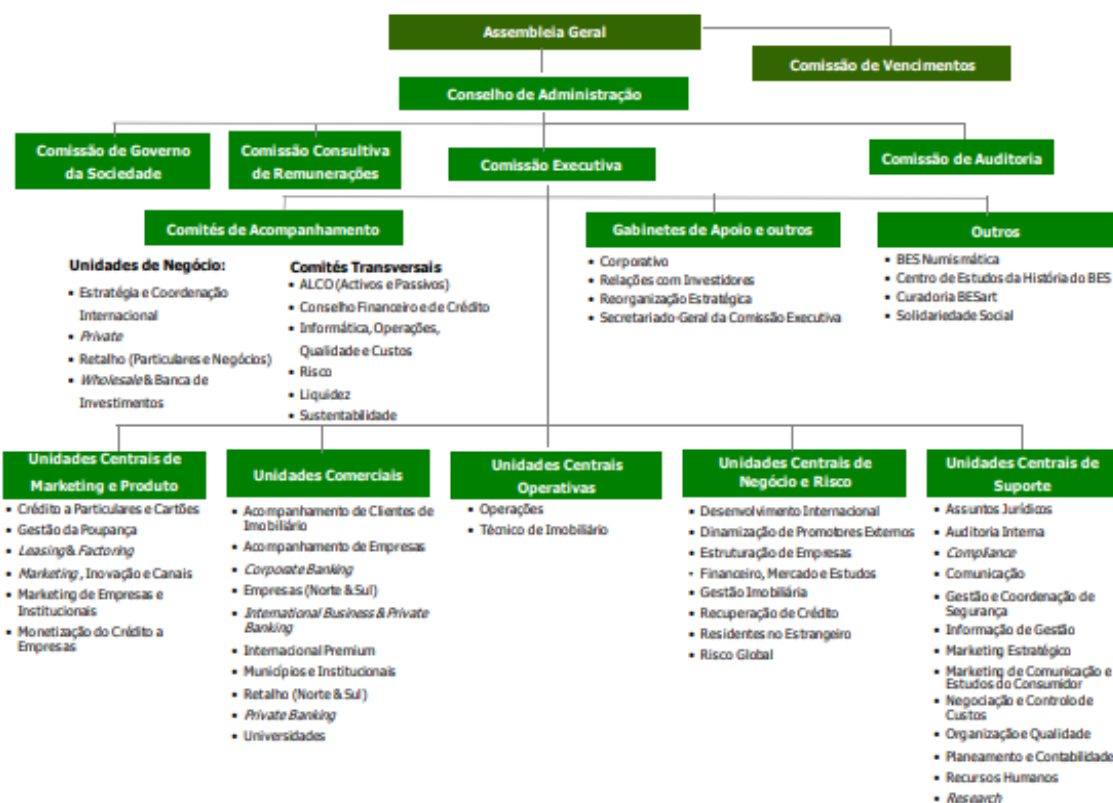 Assembleia Geral
Comissão de Vencimentos
Conselho de Administração
Comissão de Governo
da Sociedade
Comissão Consultiva
de Remunerações
Comissão Executiva
Comissão de Auditoria
Comités de Acompanhamento
Gabinetes de Apoio e outros
Outros
Unidades de Negócio:
• Estratégia e Coordenação
Internacional
• Private
• Retalho (Particulares e Negócios)
• Wholesale & Banca de
Investimentos
Comités Transversais
• ALCO (Activos e Passivos)
• Conselho Financeiro e de Crédito
• Informática, Operações,
Qualidade e Custos
• Risco
• Liquidez
• Sustentabilidade
• Corporativo
• Relações com Investidores
• Reorganização Estratégica
• Secretariado-Geral da Comissão Executiva
• BES Numismática
• Centro de Estudos da História do BES
• Curadoria BESart
• Solidariedade Social
Unidades Centrais de
Marketing e Produto
• Crédito a Particulares e Cartões
• Gestão da Poupança
• Leasing & Factoring
• Marketing, Inovação e Canais
• Marketing de Empresas e
Institucionais
• Monetização do Crédito a
Empresas
Unidades Comerciais
• Acompanhamento de Clientes de
Imobiliário
• Acompanhamento de Empresas
• Corporate Banking
• Empresas (Norte & Sul)
• International Business & Private
Banking
• Internacional Premium
• Municípios e Institucionais
• Retalho (Norte & Sul)
• Private Banking
• Universidades
Unidades Centrais
Operativas
• Operações
• Técnico de Imobiliário
Unidades Centrais de
Negócio e Risco
• Desenvolvimento Internacional
• Dinamização de Promotores Externos
• Estruturação de Empresas
• Financeiro, Mercado e Estudos
• Gestão Imobiliária
• Recuperação de Crédito
• Residentes no Estrangeiro
• Risco Global
Unidades Centrais de
Suporte
• Assuntos Jurídicos
• Auditoria Interna
• Compliance
• Comunicação
• Gestão e Coordenação de
Segurança
• Informação de Gestão
• Marketing Estratégico
• Marketing de Comunicação e
Estudos do Consumidor
• Negociação e Controlo de
Custos
• Organização e Qualidade
• Planeamento e Contabilidade
• Recursos Humanos
• Research